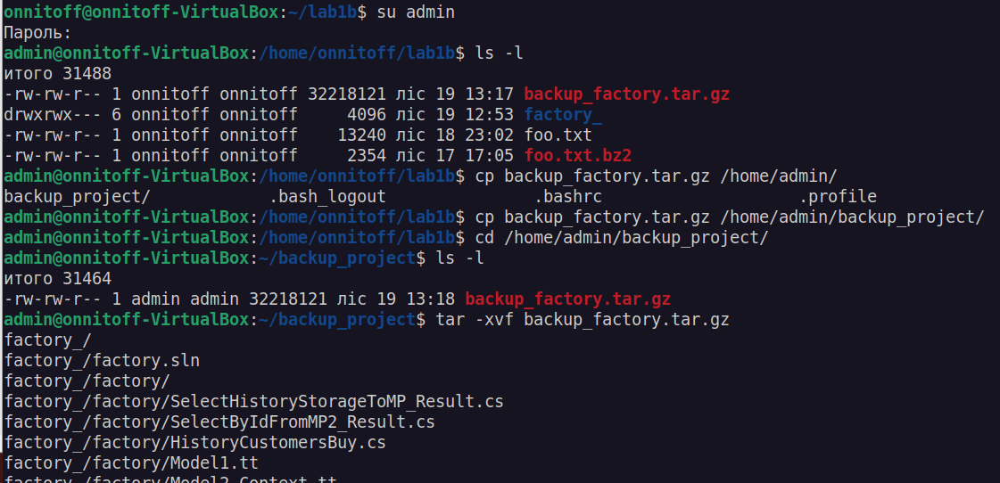 onnitoff@onnitoff-VirtualBox:~/lab1b$ su admin
Пароль:
admin@onnitoff-VirtualBox:/home/onnitoff/lab1b$ ls -l
итого 31488
-rw-rw-r-- 1 onnitoff onnitoff 32218121 ліс 19 13:17 backup_factory.tar.gz
drwxrwx--- 6 onnitoff onnitoff     4096 ліс 19 12:53 factory_
-rw-rw-r-- 1 onnitoff onnitoff    13240 ліс 18 23:02 foo.txt
-rw-rw-r-- 1 onnitoff onnitoff     2354 ліс 17 17:05 foo.txt.bz2
admin@onnitoff-VirtualBox:/home/onnitoff/lab1b$ cp backup_factory.tar.gz /home/admin/
backup_project/            .bash_logout               .bashrc                    .profile
admin@onnitoff-VirtualBox:/home/onnitoff/lab1b$ cp backup_factory.tar.gz /home/admin/backup_project/
admin@onnitoff-VirtualBox:/home/onnitoff/lab1b$ cd /home/admin/backup_project/
admin@onnitoff-VirtualBox:~/backup_project$ ls -l
итого 31464
-rw-rw-r-- 1 admin admin 32218121 ліс 19 13:18 backup_factory.tar.gz
admin@onnitoff-VirtualBox:~/backup_project$ tar -xvf backup_factory.tar.gz
factory_/
factory_/factory.sln
factory_/factory/
factory_/factory/SelectHistoryStorageToMP_Result.cs
factory_/factory/SelectByIdFromMP2_Result.cs
factory_/factory/HistoryCustomersBuy.cs
factory_/factory/Model1.tt
factory_/factory/Model2.Context.tt